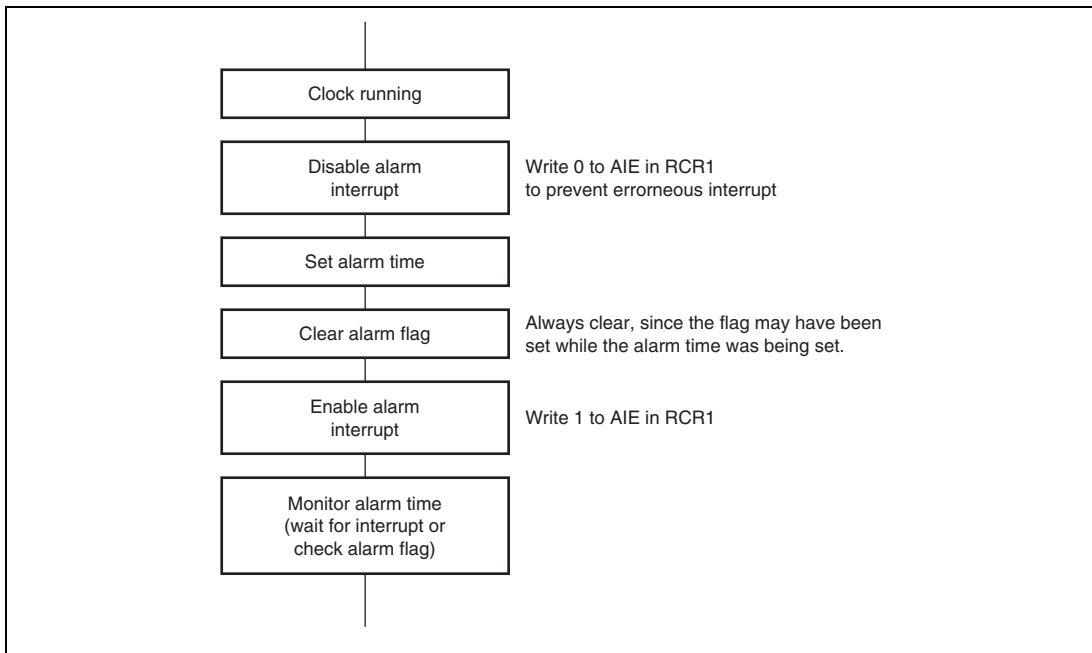 Clock running
Disable alarm
interrupt
Write 0 to AIE in RCR1
to prevent errorneous interrupt
Set alarm time
Clear alarm flag
Always clear, since the flag may have been
set while the alarm time was being set.
Enable alarm
interrupt
Write 1 to AIE in RCR1
Monitor alarm time
(wait for interrupt or
check alarm flag)